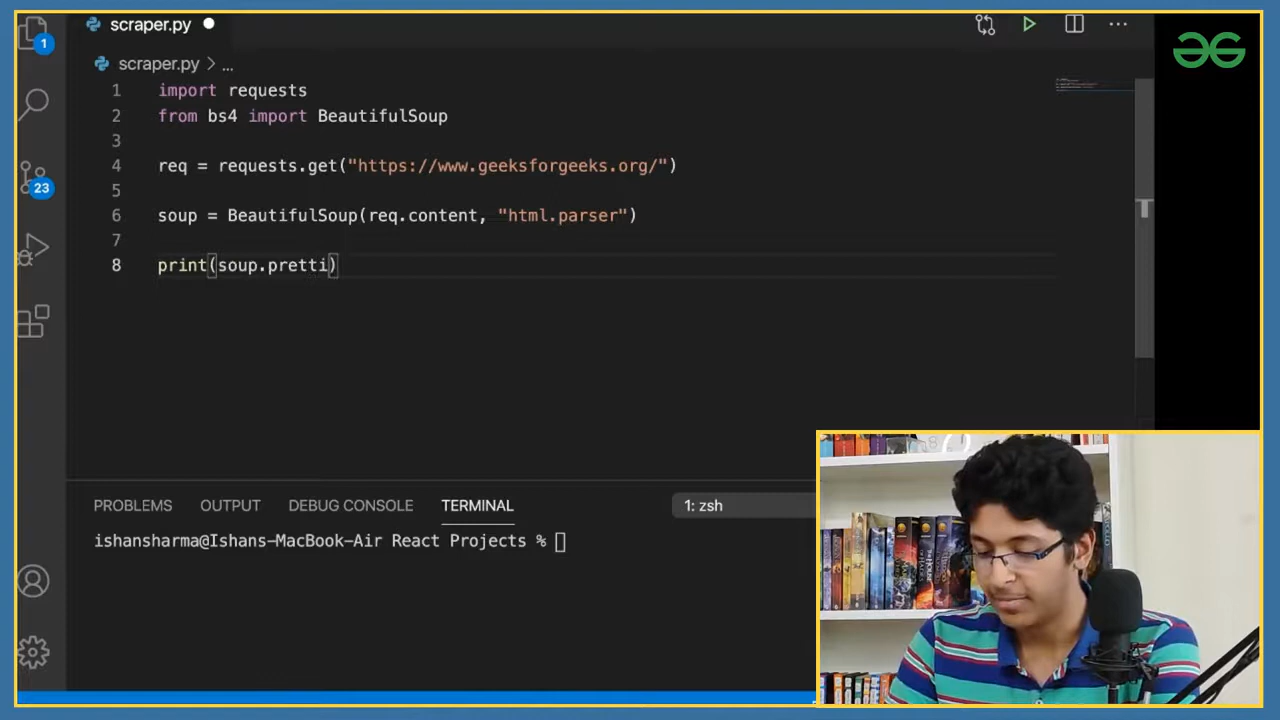 scraper.py
1
scraper.py > ...
1 import requests
2 from bs4 import BeautifulSoup
3
4 req = requests.get("https://www.geeksforgeeks.org/")
5
23
6 soup = BeautifulSoup(req.content, "html.parser")
7
8 print(soup.pretti)
PROBLEMS OUTPUT DEBUG CONSOLE TERMINAL 1: zsh
ishansharma@Ishans-MacBook-Air React Projects %